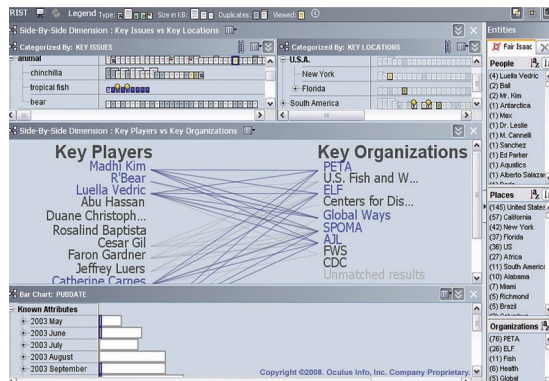 RIST Legend Type: Size in KB: Duplicates: Viewed:
Side-By-Side Dimension : Key Issues vs Key Locations
Categorized By: KEY ISSUES
animal
chinchilla
tropical fish
bear
Categorized By: KEY LOCATIONS
U.S.A.
New York
Florida
South America
Side-By-Side Dimension : Key Players vs Key Organizations
Key Players
Madhi Kim
R'Bear
Luella Vedric
Abu Hassan
Duane Christoph...
Rosalind Baptista
Cesar Gil
Faron Gardner
Jeffrey Luers
Catherine Carnes
Key Organizations
PETA
U.S. Fish and W...
ELF
Centers for Dis...
Global Ways
SPOMA
AJL
FWS
CDC
Unmatched results
Bar Chart: PUBDATE
Known Attributes
2003 May
2003 June
2003 July
2003 August
2003 September
Copyright ©2008. Oculus Info, Inc. Company Proprietary.
Entities
Fair Isaac
People
(4) Luella Vedric
(2) Ball
(2) Mr. Kim
(1) Antarctica
(1) Max
(1) Dr. Leslie
(1) M. Cannelli
(1) Sanchez
(1) Ed Parker
(1) Aquatics
(1) Alberto Salazar
Places
(145) United States
(57) California
(42) New York
(37) Florida
(36) US
(27) Africa
(11) South America
(10) Alabama
(7) Miami
(5) Richmond
(5) Brazil
Organizations
(76) PETA
(26) ELF
(11) Fish
(6) Health
(5) Global